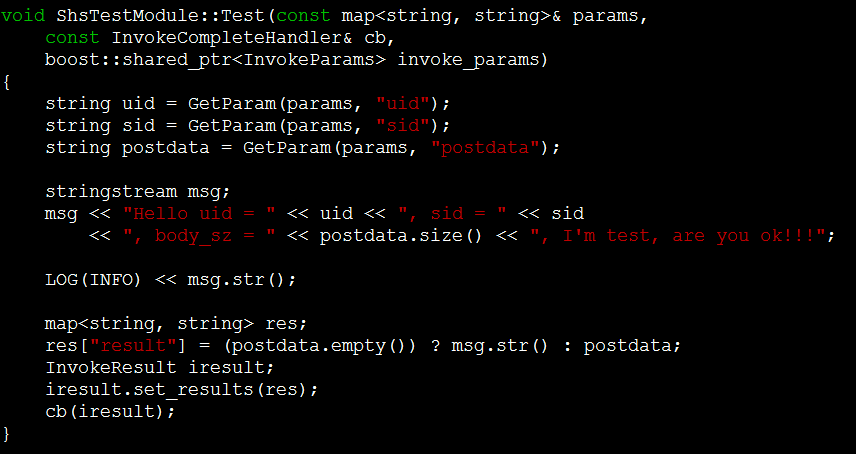 void ShsTestModule::Test(const map<string, string>& params,
    const InvokeCompleteHandler& cb,
    boost::shared_ptr<InvokeParams> invoke_params)
{
    string uid = GetParam(params, "uid");
    string sid = GetParam(params, "sid");
    string postdata = GetParam(params, "postdata");

    stringstream msg;
    msg << "Hello uid = " << uid << ", sid = " << sid
        << ", body_sz = " << postdata.size() << ", I'm test, are you ok!!!";

    LOG(INFO) << msg.str();

    map<string, string> res;
    res["result"] = (postdata.empty()) ? msg.str() : postdata;
    InvokeResult iresult;
    iresult.set_results(res);
    cb(iresult);
}